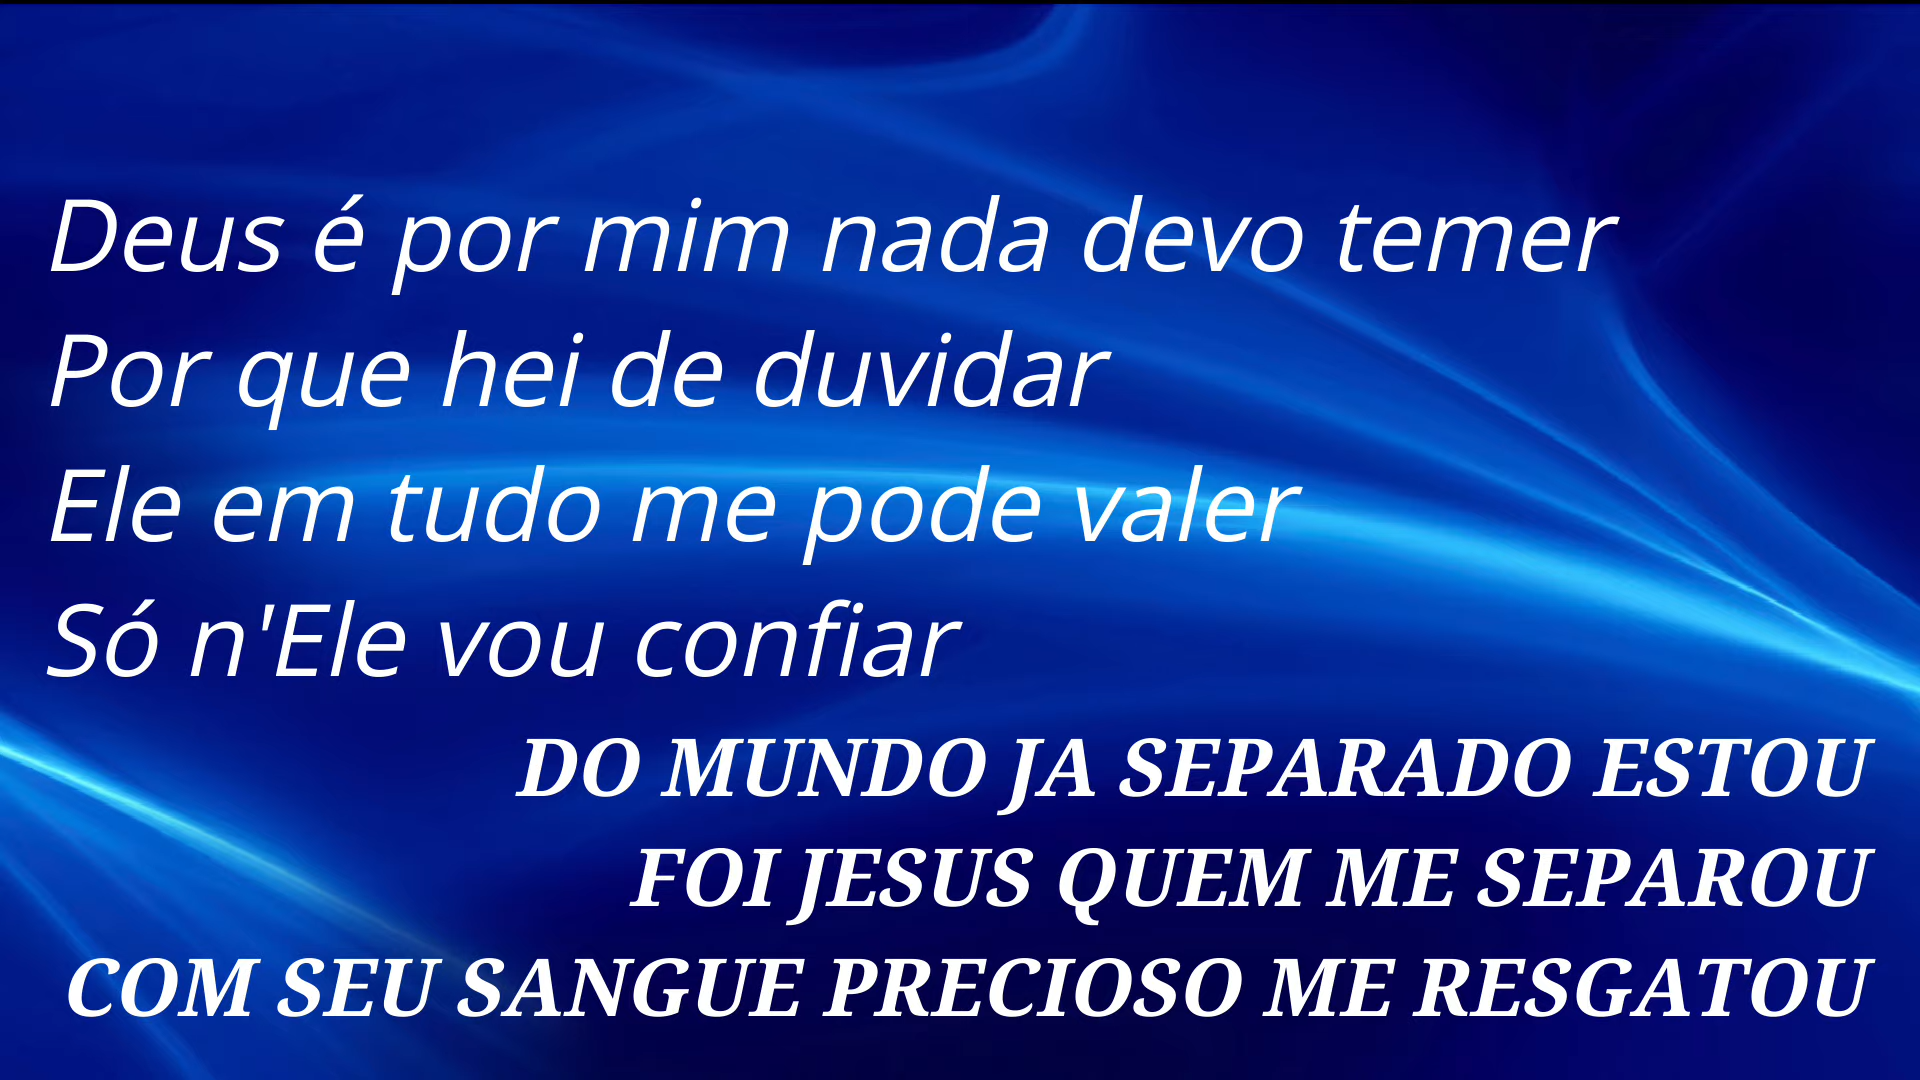 Deus é por mim nada devo temer
Por que hei de duvidar
Ele em tudo me pode valer
Só n'Ele vou confiar
DO MUNDO JA SEPARADO ESTOU
FOI JESUS QUEM ME SEPAROU
COM SEU SANGUE PRECIOSO ME RESGATOU